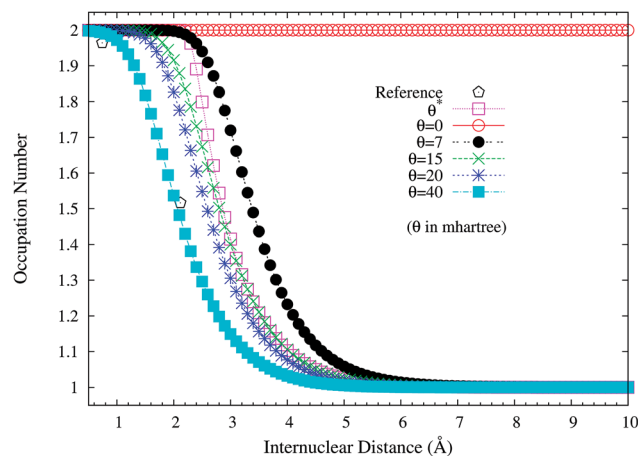 2
1.9
1.8
1.7
1.6
1.5
1.4
1.3
1.2
1.1
1
Occupation Number
Reference
θ*
θ=0
θ=7
θ=15
θ=20
θ=40
(θ in mhartree)
1 2 3 4 5 6 7 8 9 10
Internuclear Distance (Å)